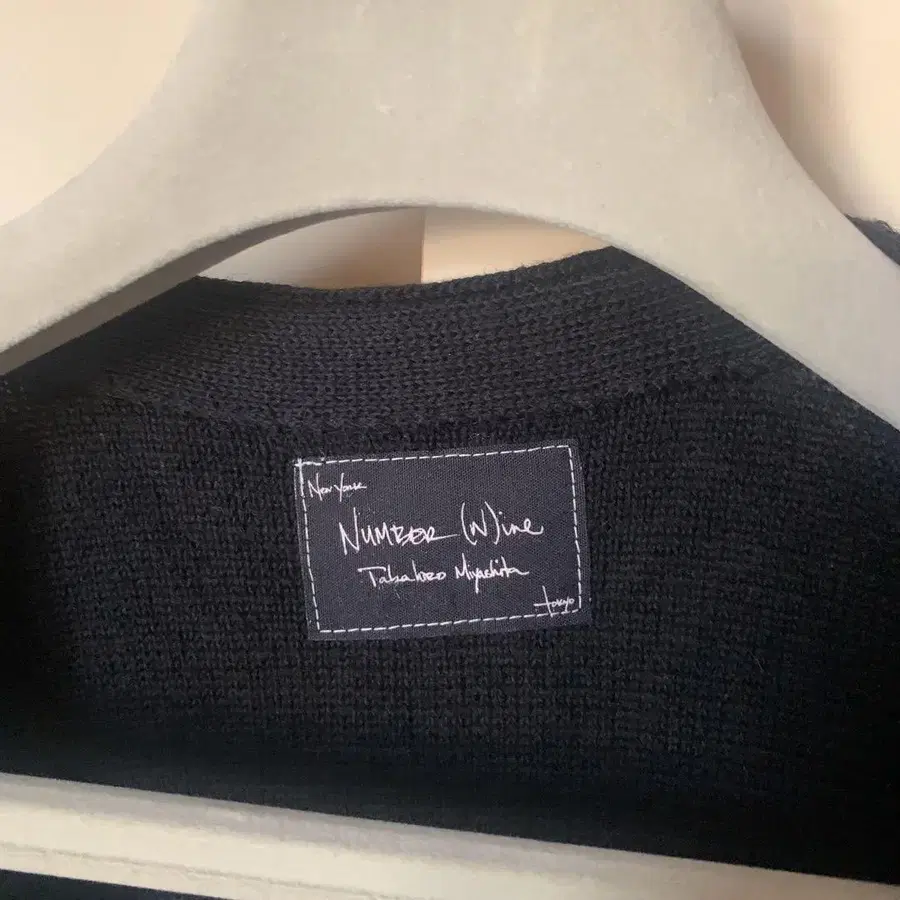 New York
NUMBER (N)ine
Takahiro Miyashita
Tokyo